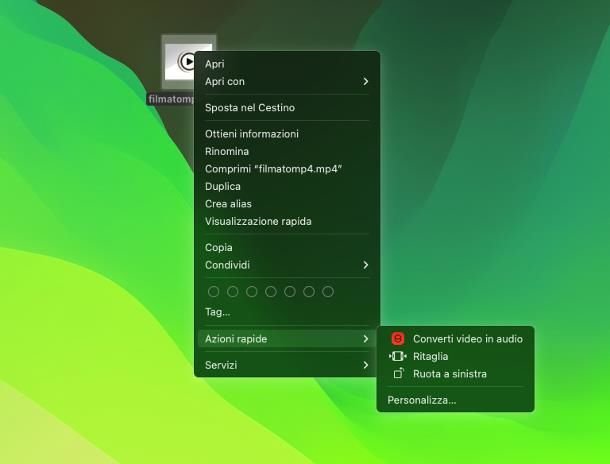 filmatomp
Apri
Apri con
Sposta nel Cestino
Ottieni informazioni
Rinomina
Comprimi “filmatomp4.mp4”
Duplica
Crea alias
Visualizzazione rapida
Copia
Condividi
Tag...
Azioni rapide
Servizi
Converti video in audio
Ritaglia
Ruota a sinistra
Personalizza...